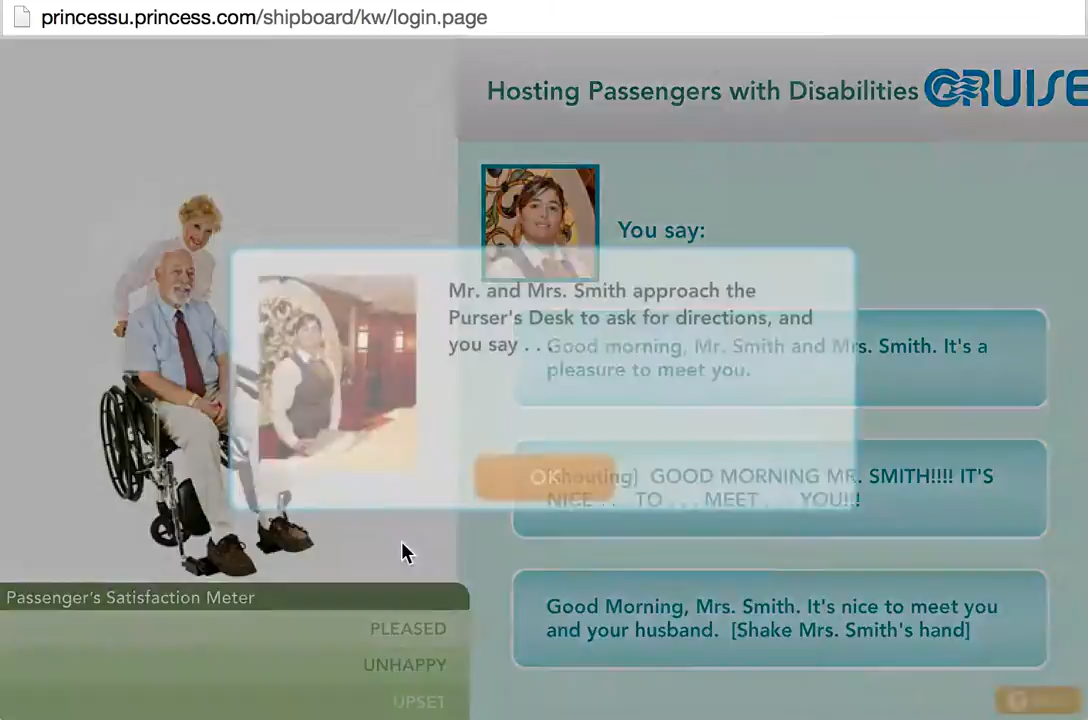 princessu.princess.com/shipboard/kw/login.page
Hosting Passengers with Disabilities
CRUISE
You say:
Mr. and Mrs. Smith approach the
Purser's Desk to ask for directions, and
you say . . .
OK
Good morning, Mr. Smith and Mrs. Smith. It's a
pleasure to meet you.
[shouting] GOOD MORNING MR. SMITH!!!! IT'S
NICE . . . TO . . . MEET . . . YOU!!!
Good Morning, Mrs. Smith. It's nice to meet you
and your husband. [Shake Mrs. Smith's hand]
Passenger's Satisfaction Meter
PLEASED
UNHAPPY
UPSET